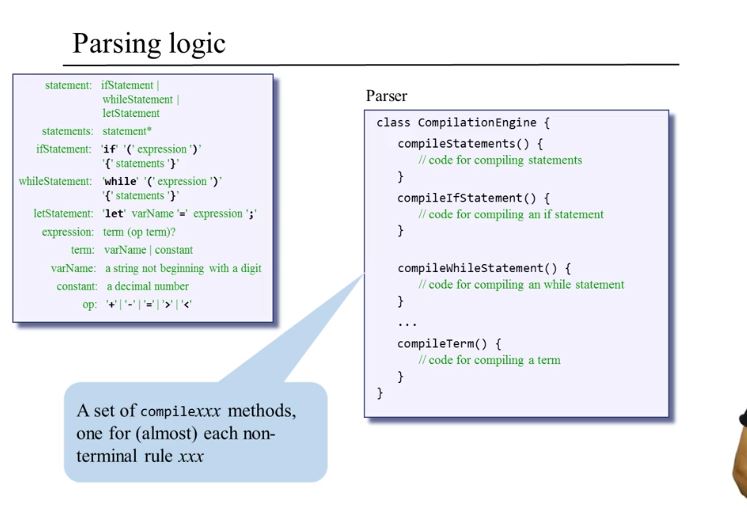 Parsing logic
statement: ifStatement |
whileStatement |
letStatement
statements: statement*
ifStatement: 'if' '(' expression ')'
'{' statements '}'
whileStatement: 'while' '(' expression ')'
'{' statements '}'
letStatement: 'let' varName '=' expression ';'
expression: term (op term)?
term: varName | constant
varName: a string not beginning with a digit
constant: a decimal number
op: '+' | '-' | '=' | '>' | '<'
Parser
class CompilationEngine {
compileStatements() {
// code for compiling statements
}
compileIfStatement() {
// code for compiling an if statement
}
compileWhileStatement() {
// code for compiling an while statement
}
...
compileTerm() {
// code for compiling a term
}
}
A set of compilexxx methods,
one for (almost) each non-
terminal rule xxx